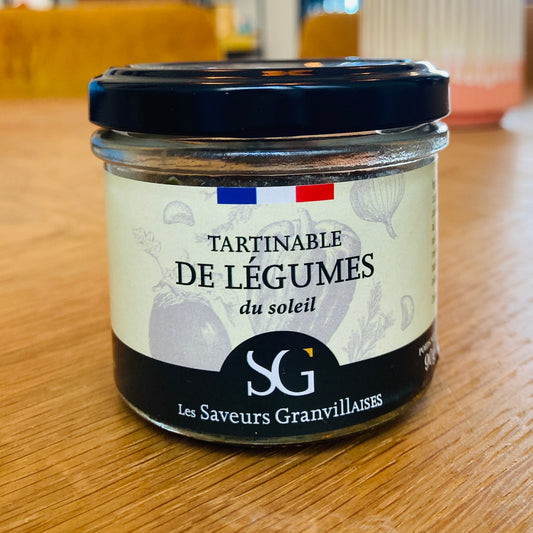 TARTINABLE
DE LÉGUMES
du soleil
SG
Les Saveurs GranvillAISES